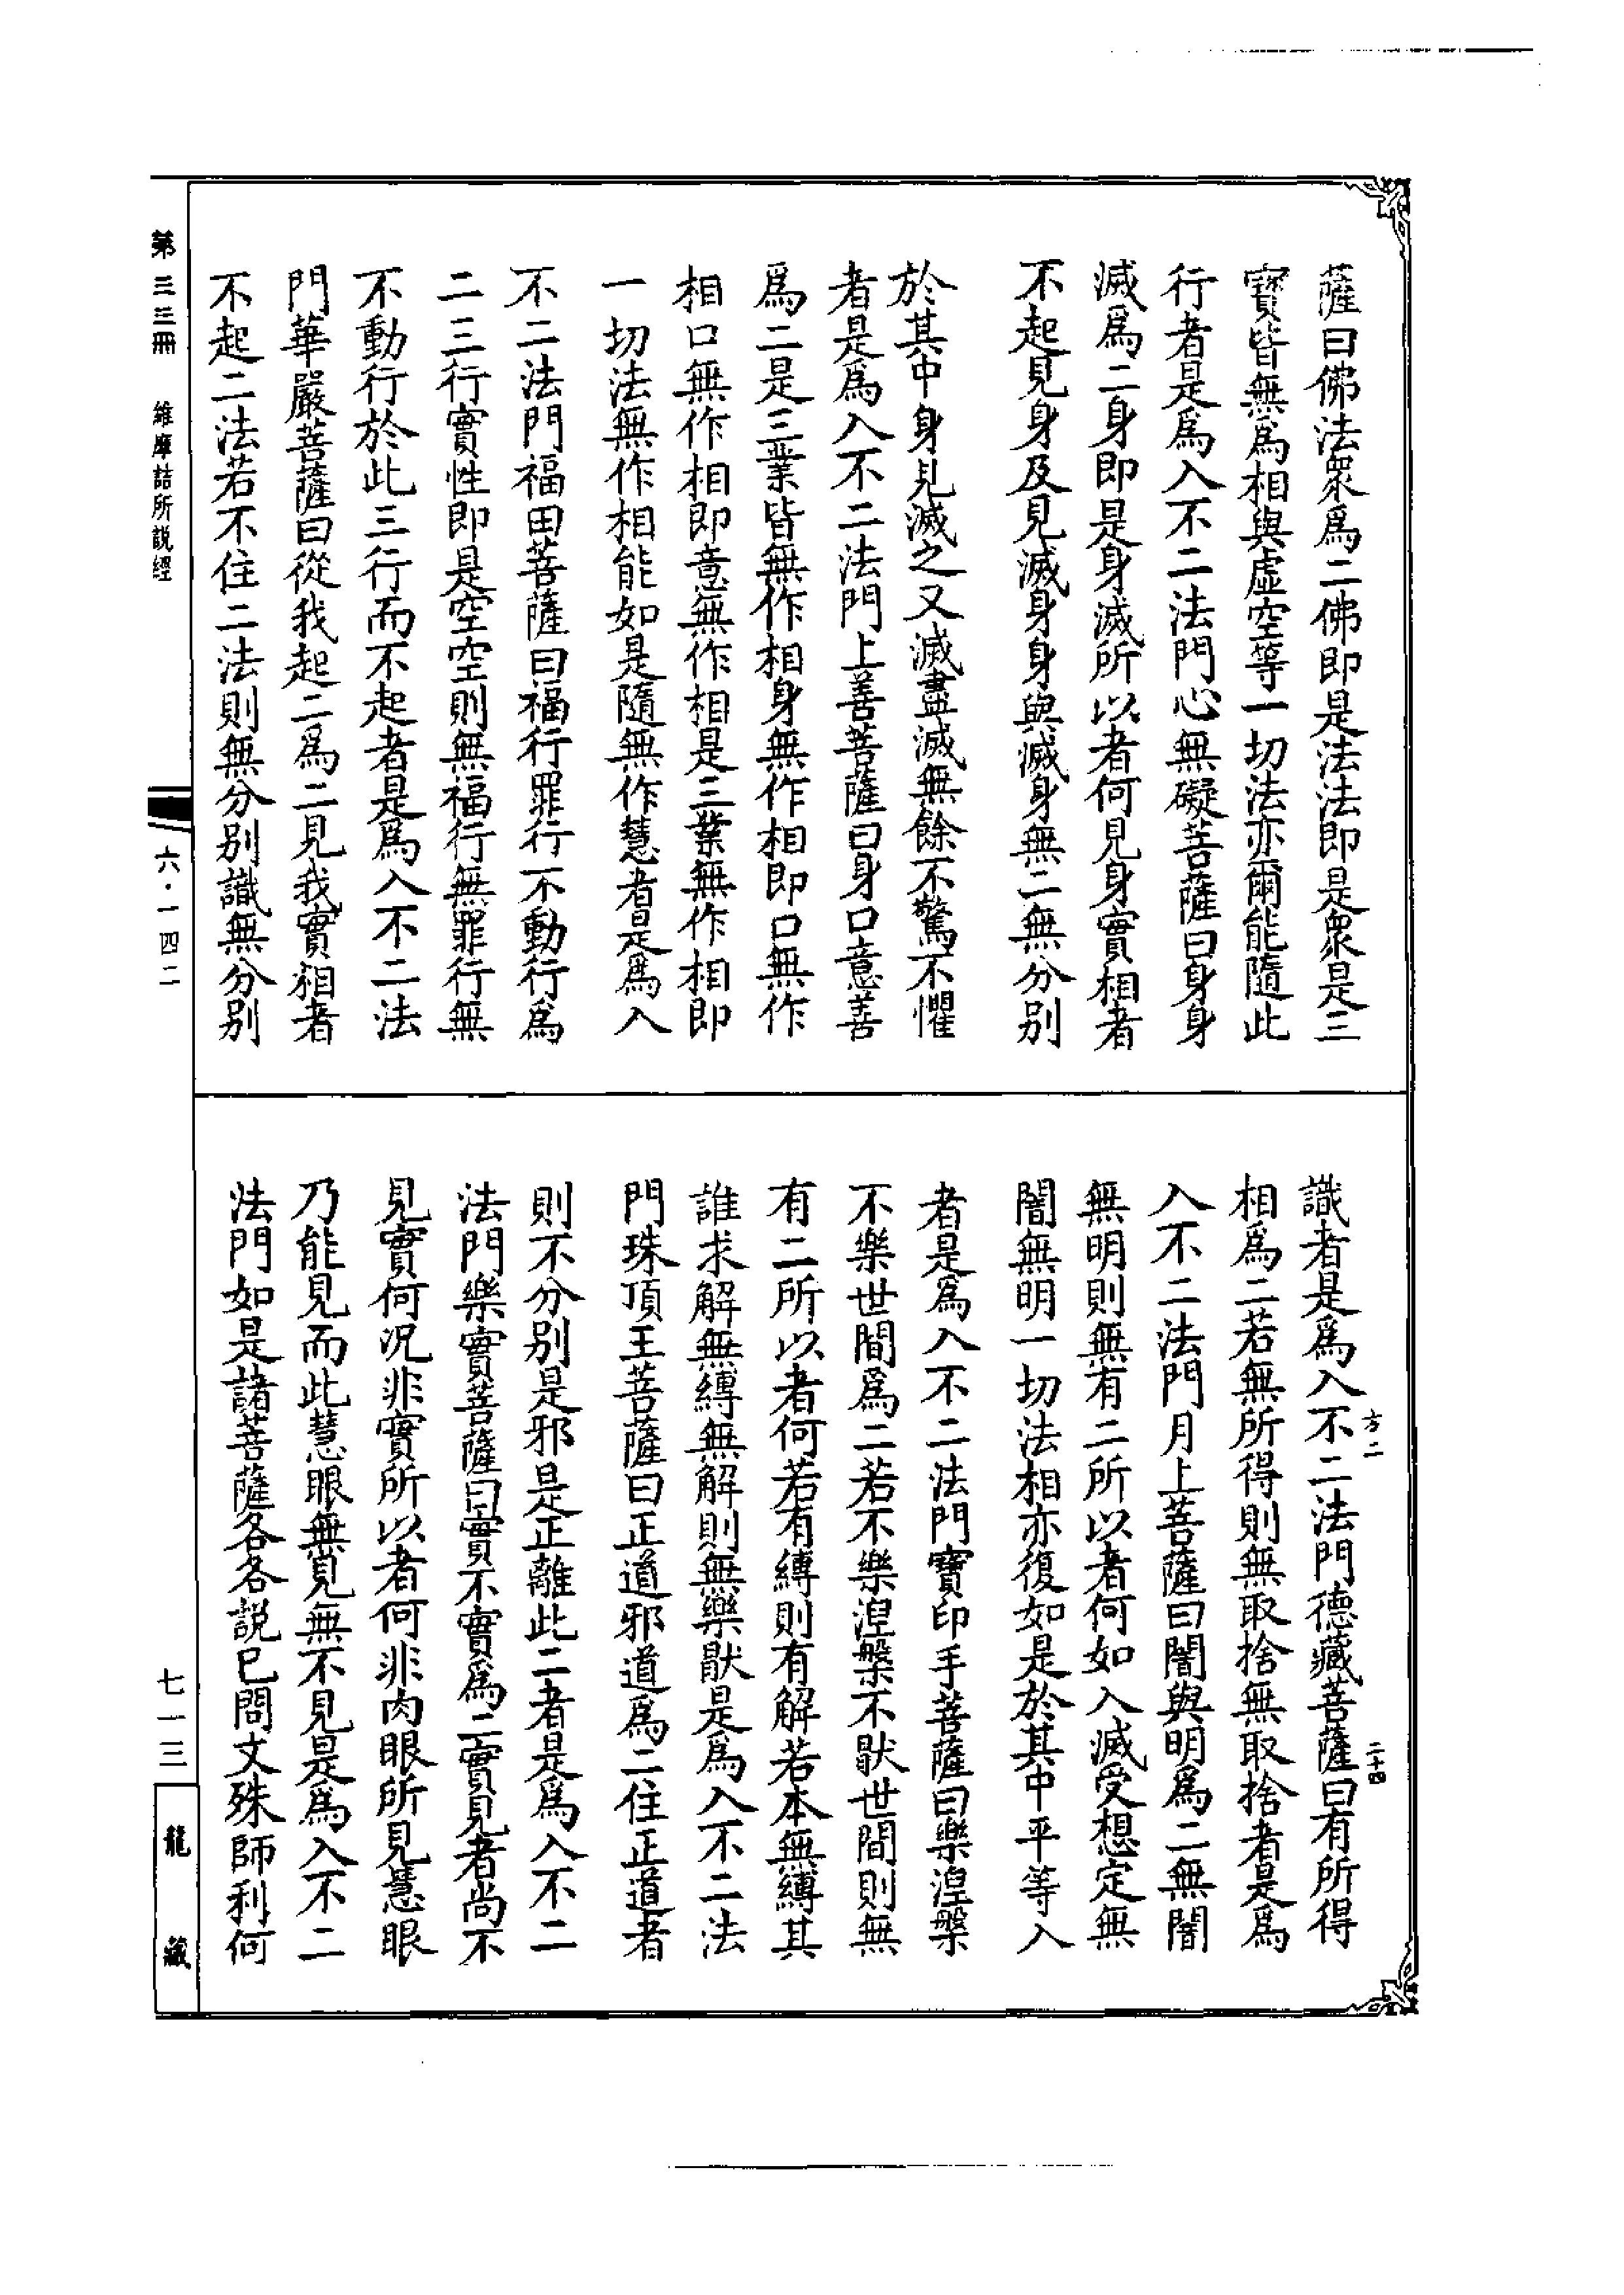 薩曰佛法衆爲二佛即是法法即是衆是三
寳皆無爲相與虛空等一切法亦爾能隨此
行者是爲入不二法門心無礙菩薩曰身身
滅爲二身即是身滅所以者何見身實相者
不起見身及見滅身身與滅身無二無分別
於其中身見滅之又滅盡滅無餘不驚不懼
者是爲入不二法門上善菩薩曰身口意善
爲二是三業皆無作相身無作相即口無作
相口無作相即意無作相是三業無作相即
一切法無作相能如是隨無作慧者是爲入
不二法門福田菩薩曰福行罪行不動行爲
二三行實性即是空空則無福行無罪行無
不動行於此三行而不起者是爲入不二法
門華嚴菩薩曰從我起二爲二見我實相者
不起二法若不住二法則無分別識無分別
識者是爲入不二法門德藏菩薩曰有所得
相爲二若無所得則無取捨無取捨者是爲
入不二法門月上菩薩曰闇與明爲二無闇
無明則無有二所以者何如入滅受想定無
闇無明一切法相亦復如是於其中平等入
者是爲入不二法門寶印手菩薩曰樂涅槃
不樂世間爲二若不樂涅槃不猒世間則無
有二所以者何若有縛則有解若本無縛其
誰求解無縛無解則無樂猒是爲入不二法
門珠頂王菩薩曰正道邪道爲二住正道者
則不分別是邪是正離此二者是爲入不二
法門樂實菩薩曰實不實爲二實見者尚不
見實何況非實所以者何非肉眼所見慧眼
乃能見而此慧眼無見無不見是爲入不二
法門如是諸菩薩各各説已問文殊師利何
方二
二十四
第三三冊 維摩詰所説經
六·一四二
七一三
龍藏